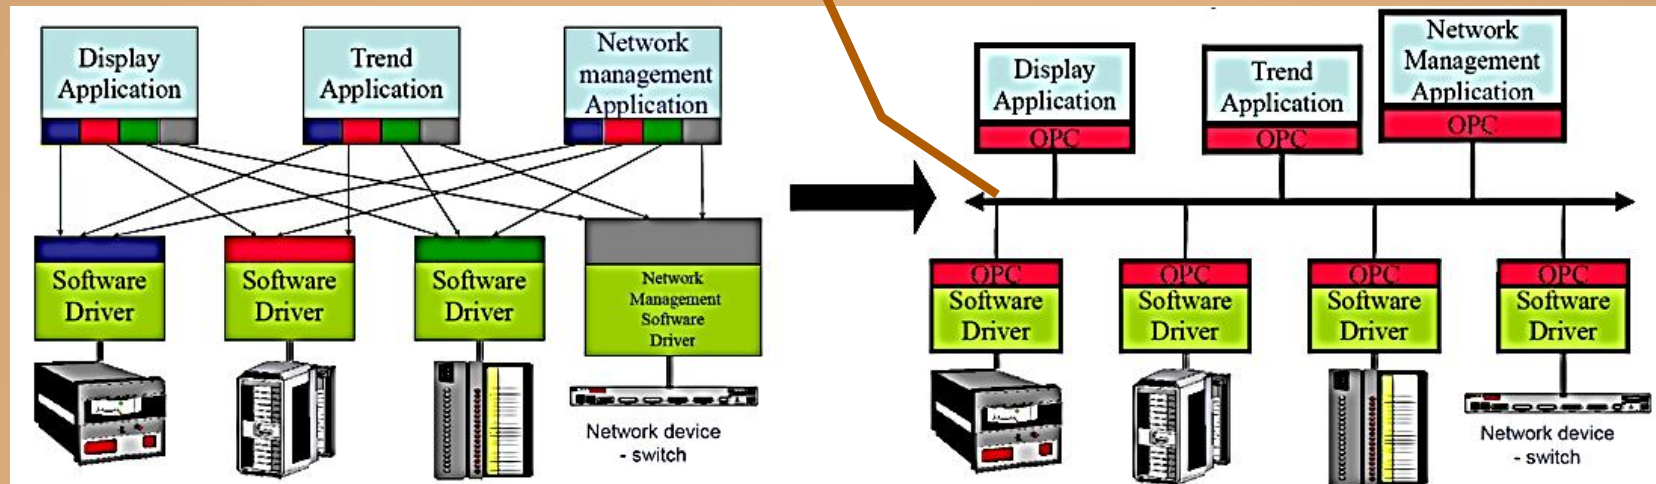 Display
Application
Trend
Application
Network
management
Application
Software
Driver
Software
Driver
Software
Driver
Network
Management
Software
Driver
Network device
- switch
Display
Application
OPC
Trend
Application
OPC
Network
Management
Application
OPC
OPC
Software
Driver
OPC
Software
Driver
OPC
Software
Driver
OPC
Software
Driver
Network device
- switch